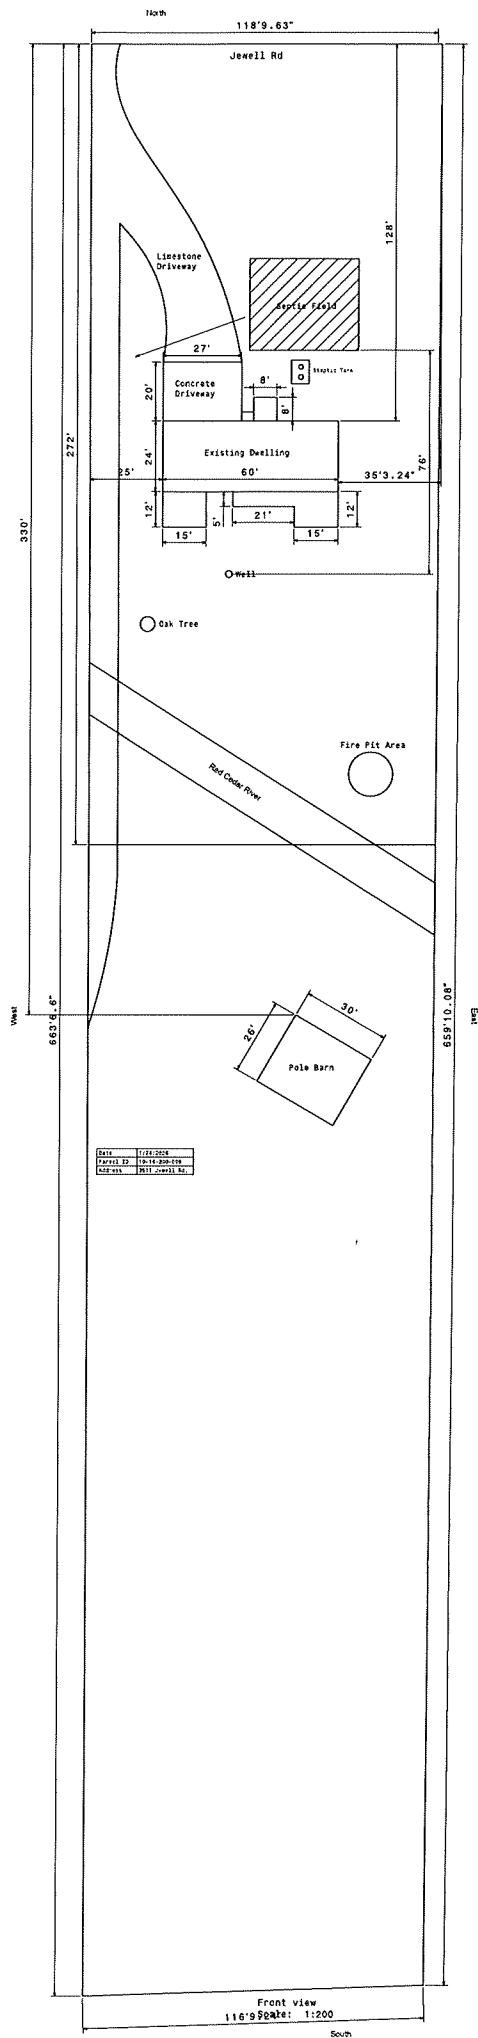 North
118'9.63"
Jewell Rd
128'
Limestone
Driveway
Septic Field
27'
Septic Tank
8'
8'
20'
Concrete
Driveway
272'
24'
Existing Dwelling
76'
25'
60'
35'3.24"
330'
12'
5'
12'
21'
15'
15'
Well
Oak Tree
Fire Pit Area
Red Cedar River
West
663'6.6"
659'10.08"
East
30'
26'
Pole Barn
Date
Parcel ID
Address
Jewell Rd.
Front view
Scale: 1:200
South